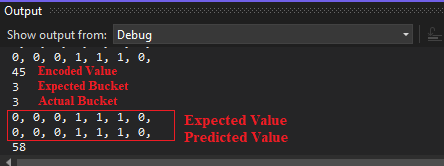 Output
Show output from: Debug
0, 0, 0, 1, 1, 1, 0,
45 Encoded Value
3 Expected Bucket
3 Actual Bucket
0, 0, 0, 1, 1, 1, 0, Expected Value
0, 0, 0, 1, 1, 1, 0, Predicted Value
58